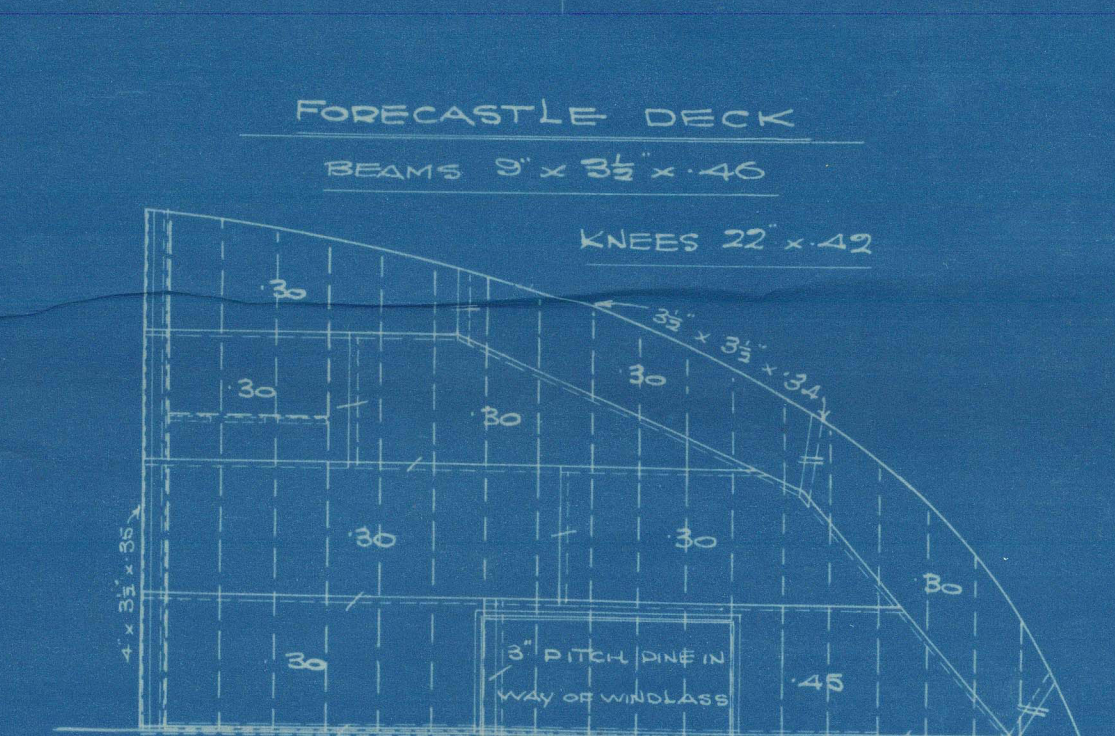 FORECASTLE DECK
BEAMS 9" x 3½" x ·46
KNEES 22" x ·42
·30
3½" x 3½" x ·34
·30
·30
·30
·30
·30
4" x 3½" x ·36
·30
·30
3" PITCH PINE IN
WAY OF WINDLASS
·45